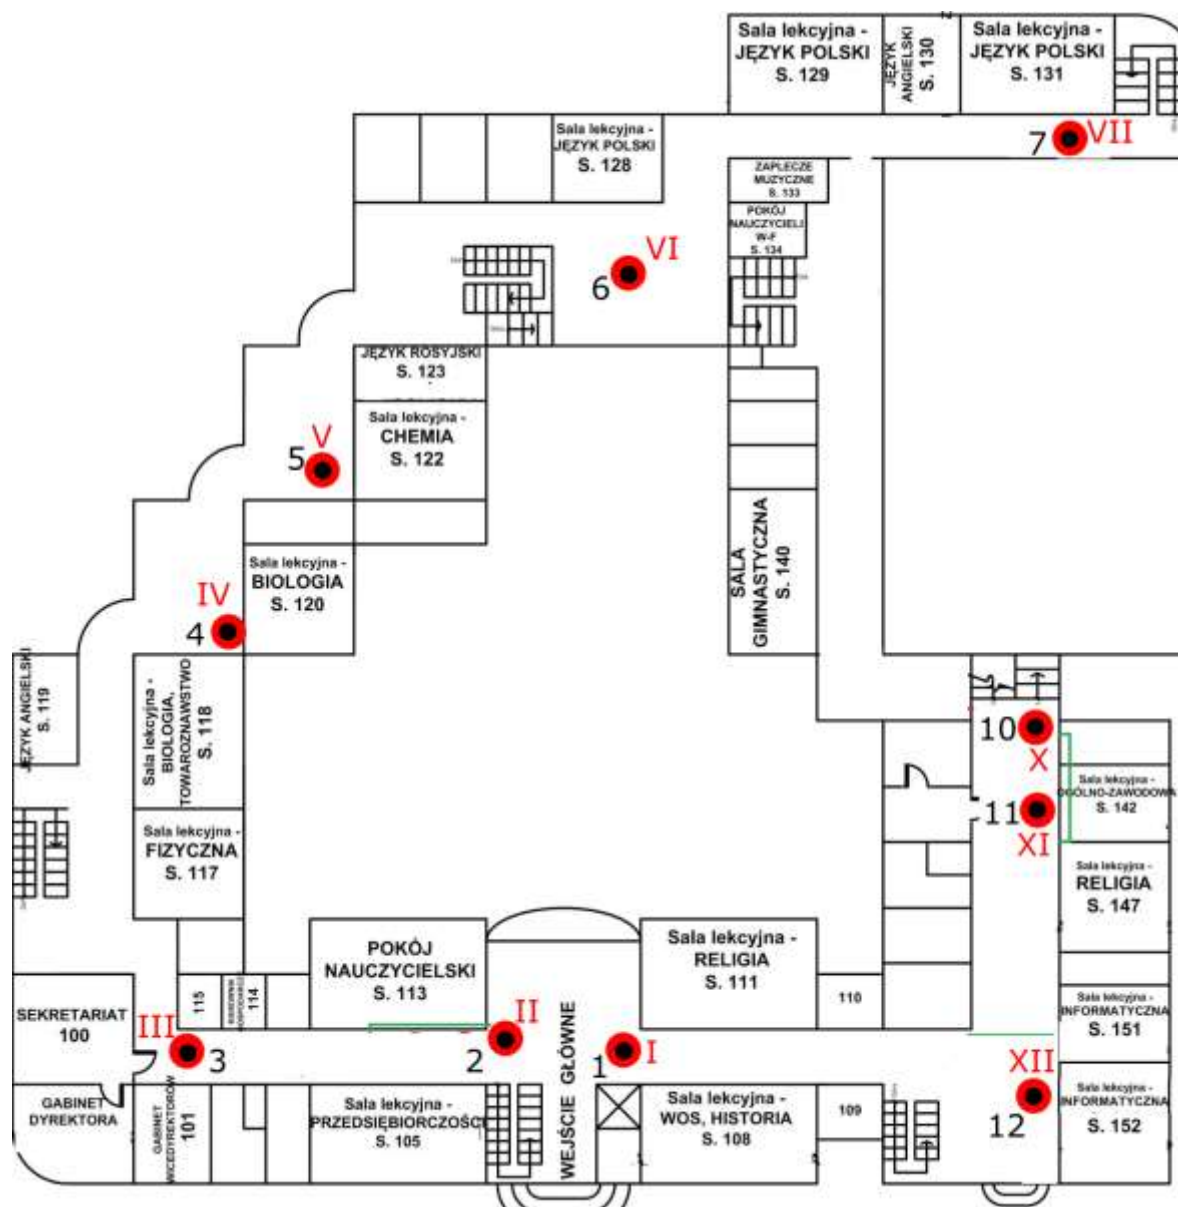 Sala lekcyjna -
JĘZYK POLSKI
S. 129
JĘZYK
ANGIELSKI
S. 130
Sala lekcyjna -
JĘZYK POLSKI
S. 131
7
VII
Sala lekcyjna -
JĘZYK POLSKI
S. 128
ZAPLECZE
MUZYCZNE
S. 133
POKÓJ
NAUCZYCIELI
W-F
S. 134
VI
6
JĘZYK ROSYJSKI
S. 123
Sala lekcyjna -
CHEMIA
S. 122
V
5
SALA
GIMNASTYCZNA
S. 140
Sala lekcyjna -
BIOLOGIA
S. 120
IV
4
JĘZYK ANGIELSKI
S. 119
Sala lekcyjna -
BIOLOGIA,
TOWAROZNAWSTWO
S. 118
10
X
Sala lekcyjna -
OGÓLNO-ZAWODOWA
S. 142
11
XI
Sala lekcyjna -
FIZYCZNA
S. 117
Sala lekcyjna -
RELIGIA
S. 147
POKÓJ
NAUCZYCIELSKI
S. 113
Sala lekcyjna -
RELIGIA
S. 111
115
114
110
SEKRETARIAT
100
III
3
II
2
WEJŚCIE GŁÓWNE
1
I
Sala lekcyjna -
INFORMATYCZNA
S. 151
XII
12
GABINET
DYREKTORA
GABINET
WICEDYREKTORÓW
101
Sala lekcyjna -
PRZEDSIĘBIORCZOŚCI
S. 105
Sala lekcyjna -
WOS, HISTORIA
S. 108
109
Sala lekcyjna -
INFORMATYCZNA
S. 152